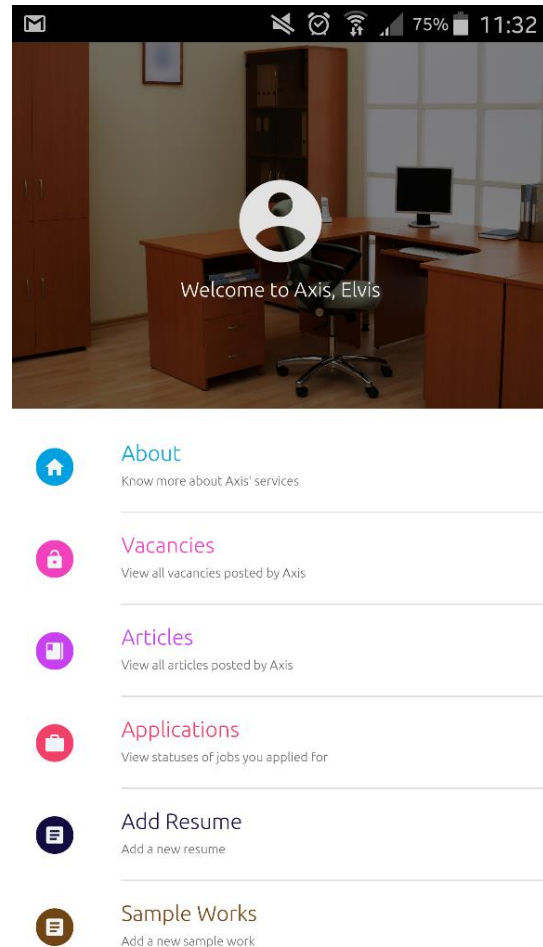 75% 11:32
Welcome to Axis, Elvis
About
Know more about Axis' services
Vacancies
View all vacancies posted by Axis
Articles
View all articles posted by Axis
Applications
View statuses of jobs you applied for
Add Resume
Add a new resume
Sample Works
Add a new sample work